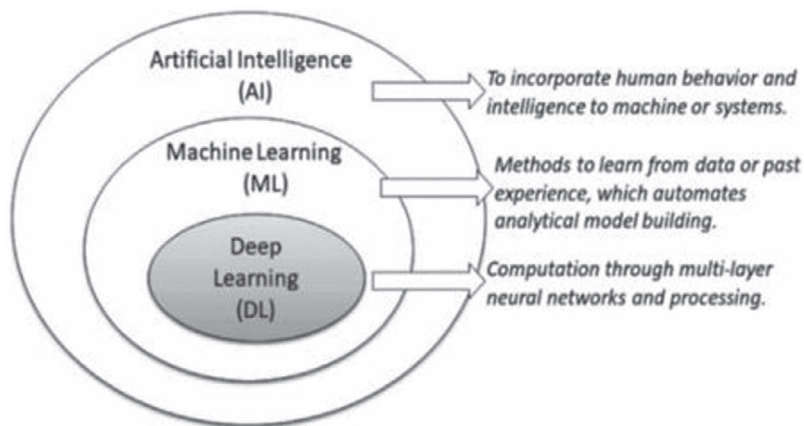 Artificial Intelligence
(AI)
To incorporate human behavior and
intelligence to machine or systems.
Machine Learning
(ML)
Methods to learn from data or past
experience, which automates
analytical model building.
Deep
Learning
(DL)
Computation through multi-layer
neural networks and processing.